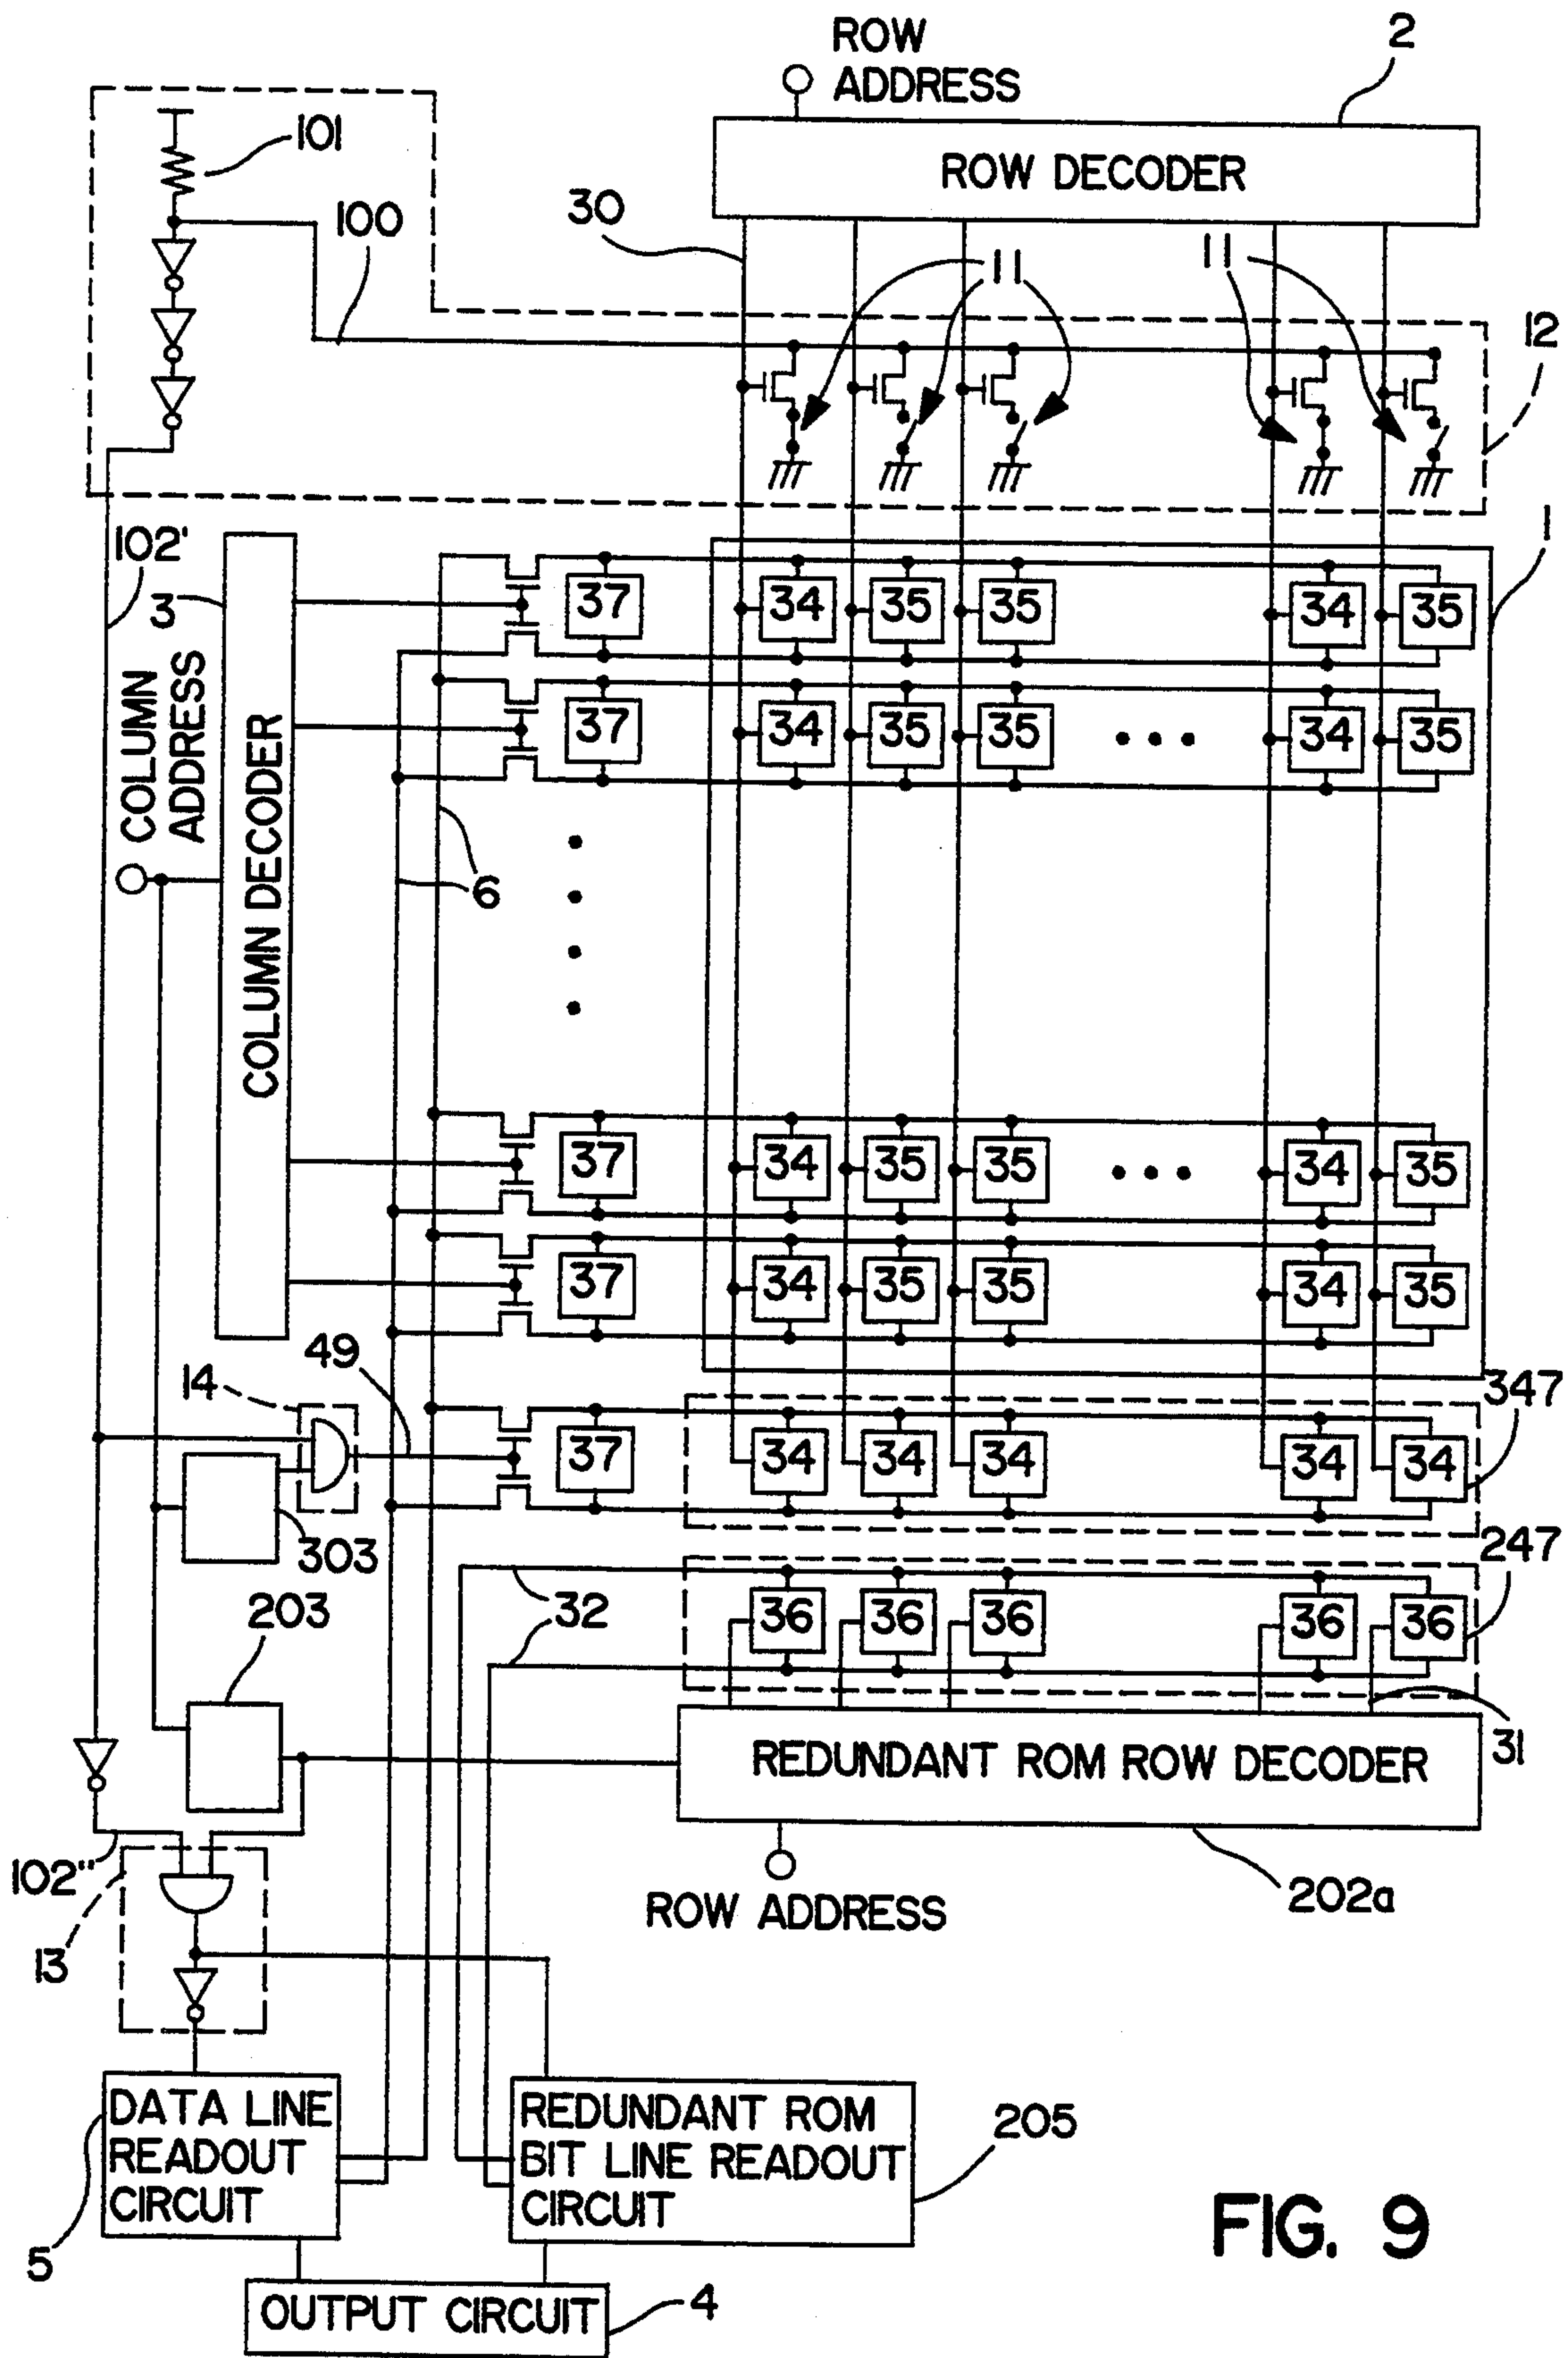 ROW
ADDRESS
2
ROW DECODER
101
100
30
11
11
12
102'
3
1
COLUMN
ADDRESS
COLUMN DECODER
6
37 34 35 35 34 35
37 34 35 35 34 35
37 34 35 35 34 35
37 34 35 35 34 35
49
14
347
37 34 34 34 34 34
303
247
32
36 36 36 36 36
203
31
REDUNDANT ROM ROW DECODER
102"
202a
ROW ADDRESS
13
DATA LINE
READOUT
CIRCUIT
5
REDUNDANT ROM
BIT LINE READOUT
CIRCUIT
205
OUTPUT CIRCUIT
4
FIG. 9